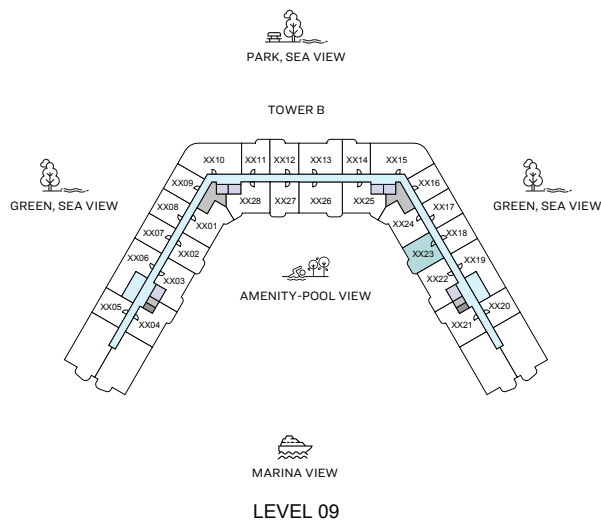 PARK, SEA VIEW
TOWER B
XX10 XX11 XX12 XX13 XX14 XX15
XX09 XX16
GREEN, SEA VIEW
GREEN, SEA VIEW
XX28 XX27 XX26 XX25
XX08 XX17
XX01 XX24
XX07 XX18
XX02 XX23
XX06 XX19
XX03 XX22
AMENITY-POOL VIEW
XX05 XX20
XX04 XX21
MARINA VIEW
LEVEL 09